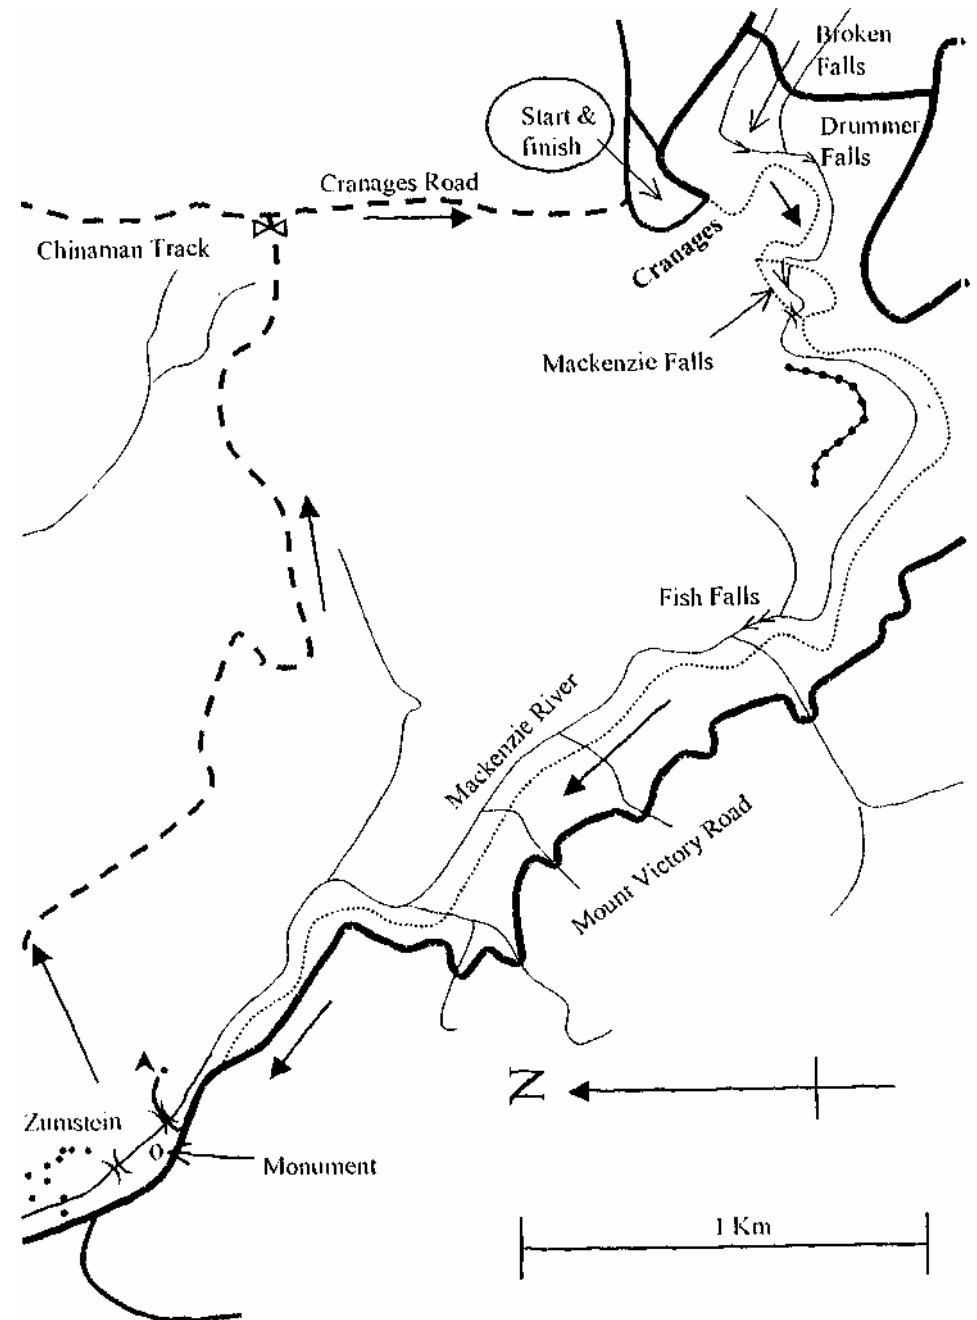 Broken
Falls
Start &
finish
Drummer
Falls
Cranages Road
Chinaman Track
Cranages
Mackenzie Falls
Fish Falls
Mackenzie River
Mount Victory Road
N
Zumstein
Monument
1 Km